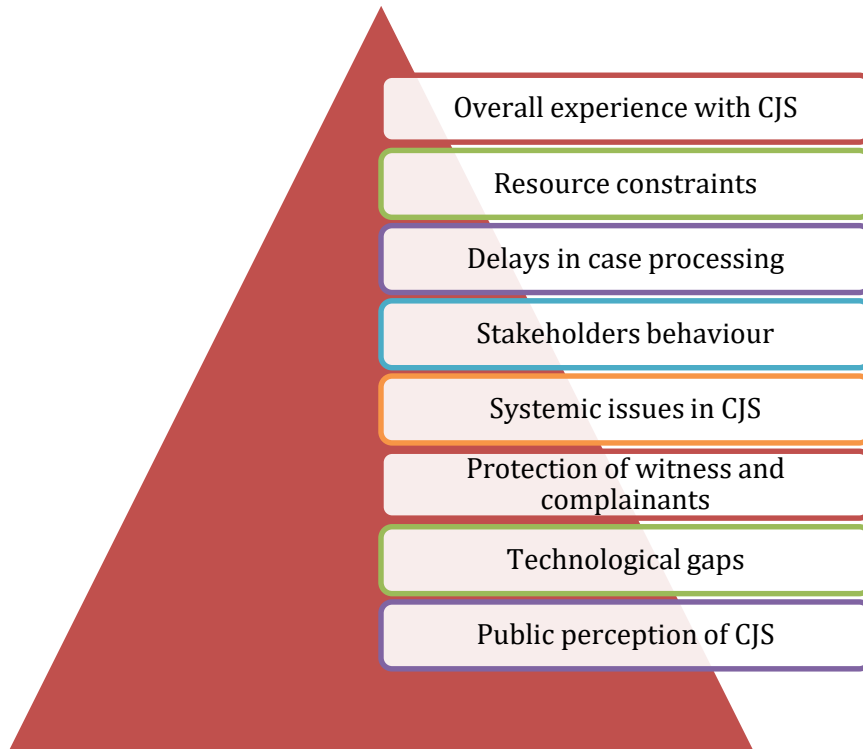 Overall experience with CJS
Resource constraints
Delays in case processing
Stakeholders behaviour
Systemic issues in CJS
Protection of witness and
complainants
Technological gaps
Public perception of CJS